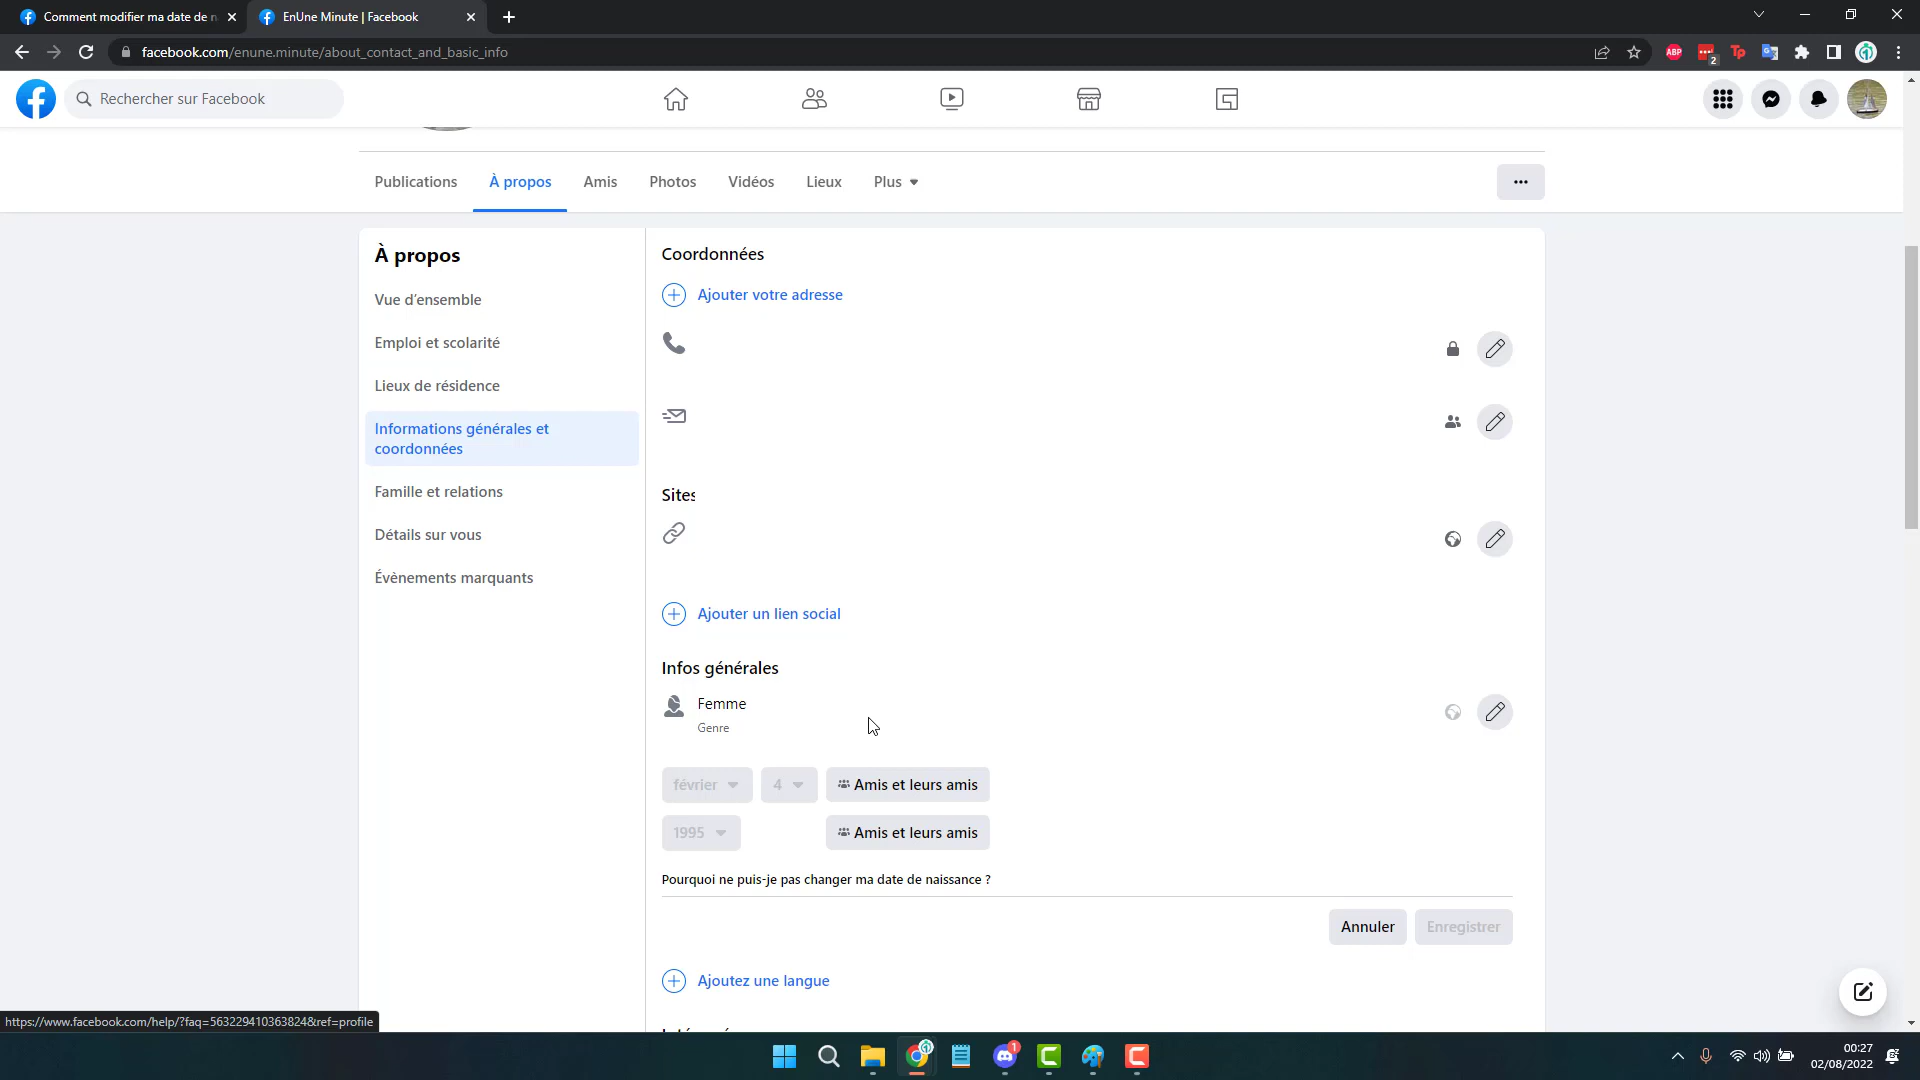 Comment modifier ma date de n
EnUne Minute | Facebook
facebook.com/enune.minute/about_contact_and_basic_info
ABP
2
Tp
Rechercher sur Facebook
Publications
À propos
Amis
Photos
Vidéos
Lieux
Plus
À propos
Vue d'ensemble
Emploi et scolarité
Lieux de résidence
Informations générales et
coordonnées
Famille et relations
Détails sur vous
Évènements marquants
Coordonnées
Ajouter votre adresse
Sites
Ajouter un lien social
Infos générales
Femme
Genre
février
4
Amis et leurs amis
1995
Amis et leurs amis
Pourquoi ne puis-je pas changer ma date de naissance ?
Annuler
Enregistrer
Ajoutez une langue
https://www.facebook.com/help/?faq=563229410363824&ref=profile
1
00:27
02/08/2022